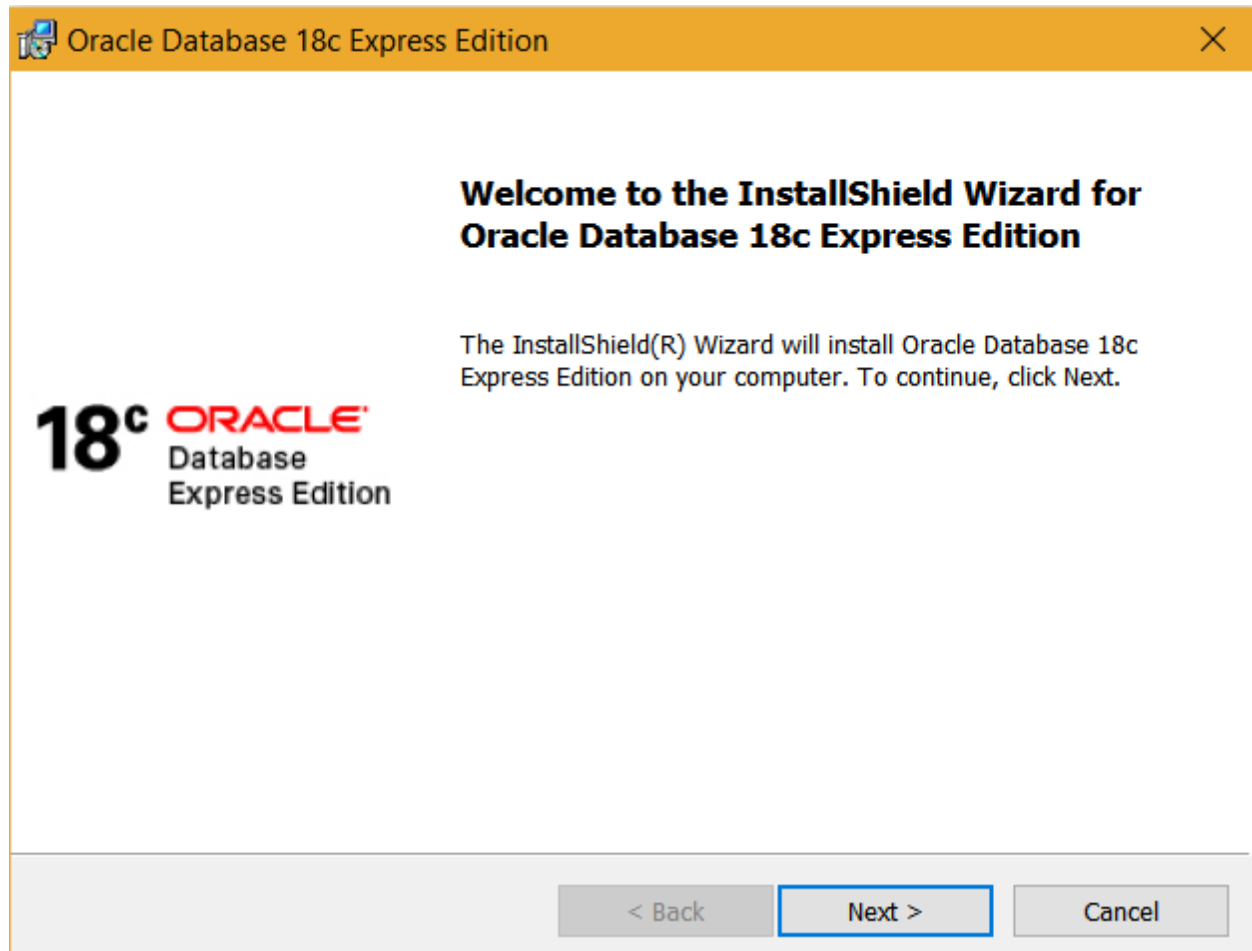 Oracle Database 18c Express Edition
Welcome to the InstallShield Wizard for
Oracle Database 18c Express Edition
The InstallShield(R) Wizard will install Oracle Database 18c
Express Edition on your computer. To continue, click Next.
18c ORACLE
Database
Express Edition
< Back Next > Cancel